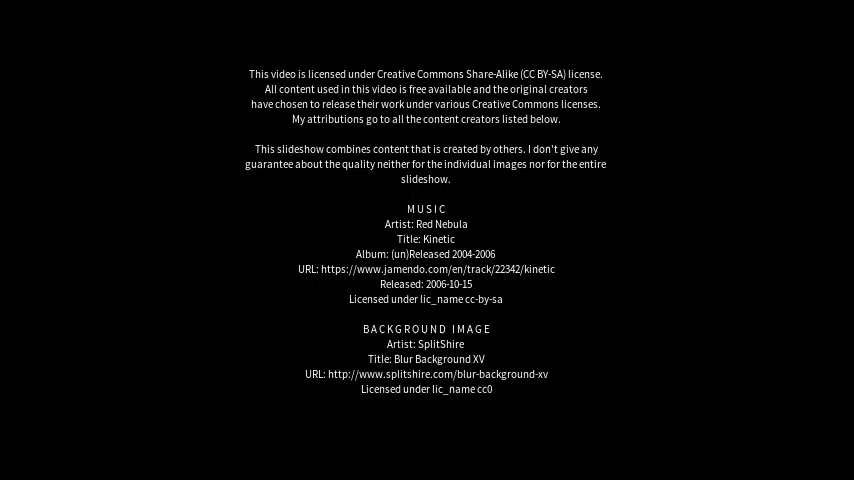 This video is licensed under Creative Commons Share-Alike (CC BY-SA) license.
All content used in this video is free available and the original creators
have chosen to release their work under various Creative Commons licenses.
My attributions go to all the content creators listed below.
This slideshow combines content that is created by others. I don't give any
guarantee about the quality neither for the individual images nor for the entire
slideshow.
MUSIC
Artist: Red Nebula
Title: Kinetic
Album: (un)Released 2004-2006
URL: https://www.jamendo.com/en/track/22342/kinetic
Released: 2006-10-15
Licensed under lic_name cc-by-sa
BACKGROUND IMAGE
Artist: SplitShire
Title: Blur Background XV
URL: http://www.splitshire.com/blur-background-xv
Licensed under lic_name cc0